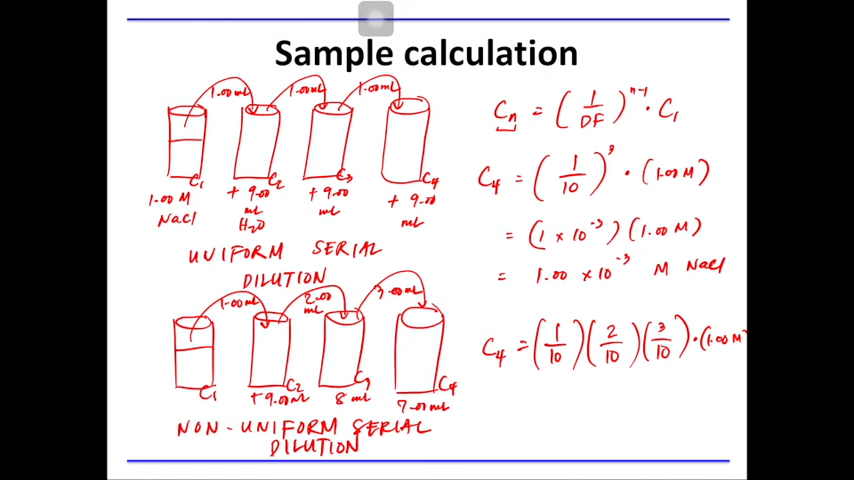 Sample calculation
1.00 mL 1.00 mL 1.00 mL
C1 C2 C3 C4
1.00 M NaCl
+ 9.00 mL H2O
+ 9.00 mL
+ 9.00 mL
UNIFORM SERIAL
DILUTION
1.00 mL 2.00 mL 3.00 mL
C1 C2 C3 C4
+ 9.00 mL 8 mL 7.00 mL
NON-UNIFORM SERIAL
DILUTION
Cn = (1/DF)^n-1 · C1
C4 = (1/10)^3 · (1.00 M)
= (1 × 10^-3)(1.00 M)
= 1.00 × 10^-3 M NaCl
C4 = (1/10)(2/10)(3/10) · (1.00 M